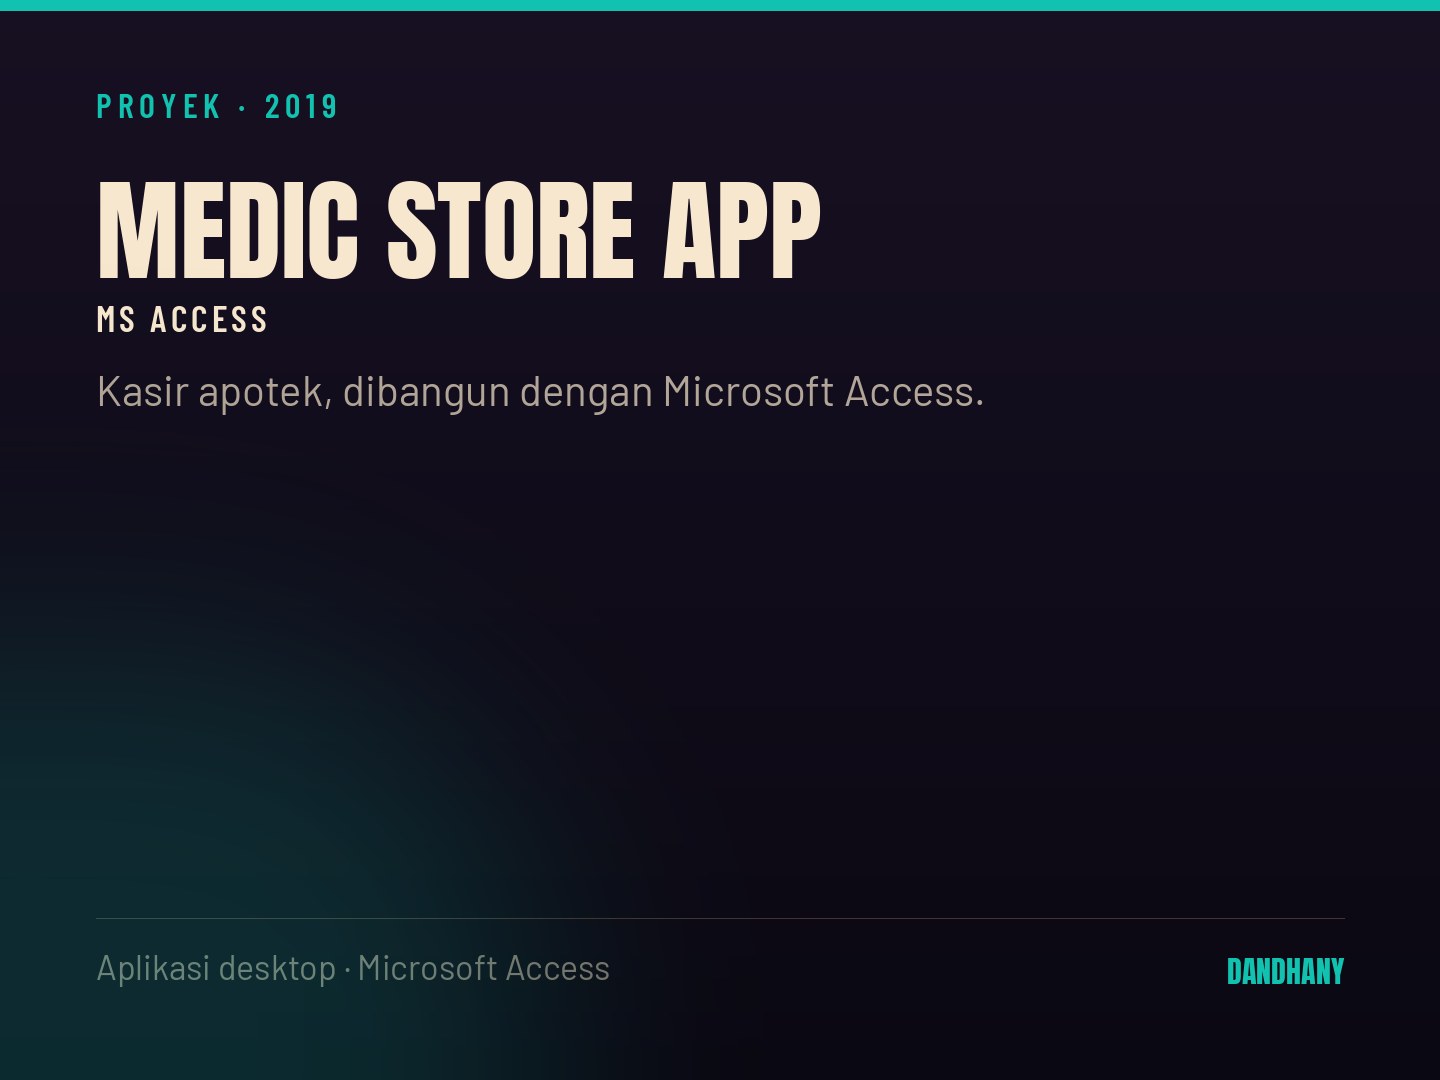 PROYEK · 2019
MEDIC STORE APP
MS ACCESS
Kasir apotek, dibangun dengan Microsoft Access.
Aplikasi desktop · Microsoft Access
DANDHANY